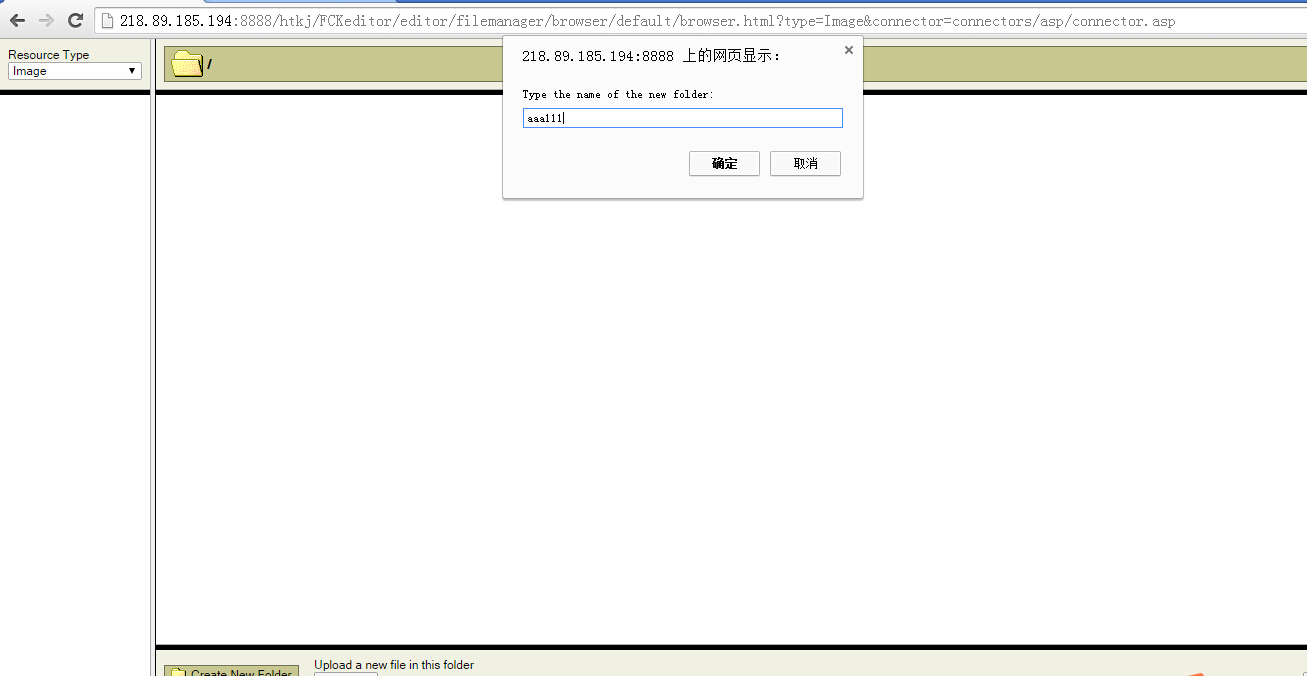 218.89.185.194:8888/htkj/FCKeditor/editor/filemanager/browser/default/browser.html?type=Image&connector=connectors/asp/connector.asp
Resource Type
Image
/
218.89.185.194:8888 上的网页显示：
Type the name of the new folder:
aaa111
确定
取消
Create New Folder
Upload a new file in this folder